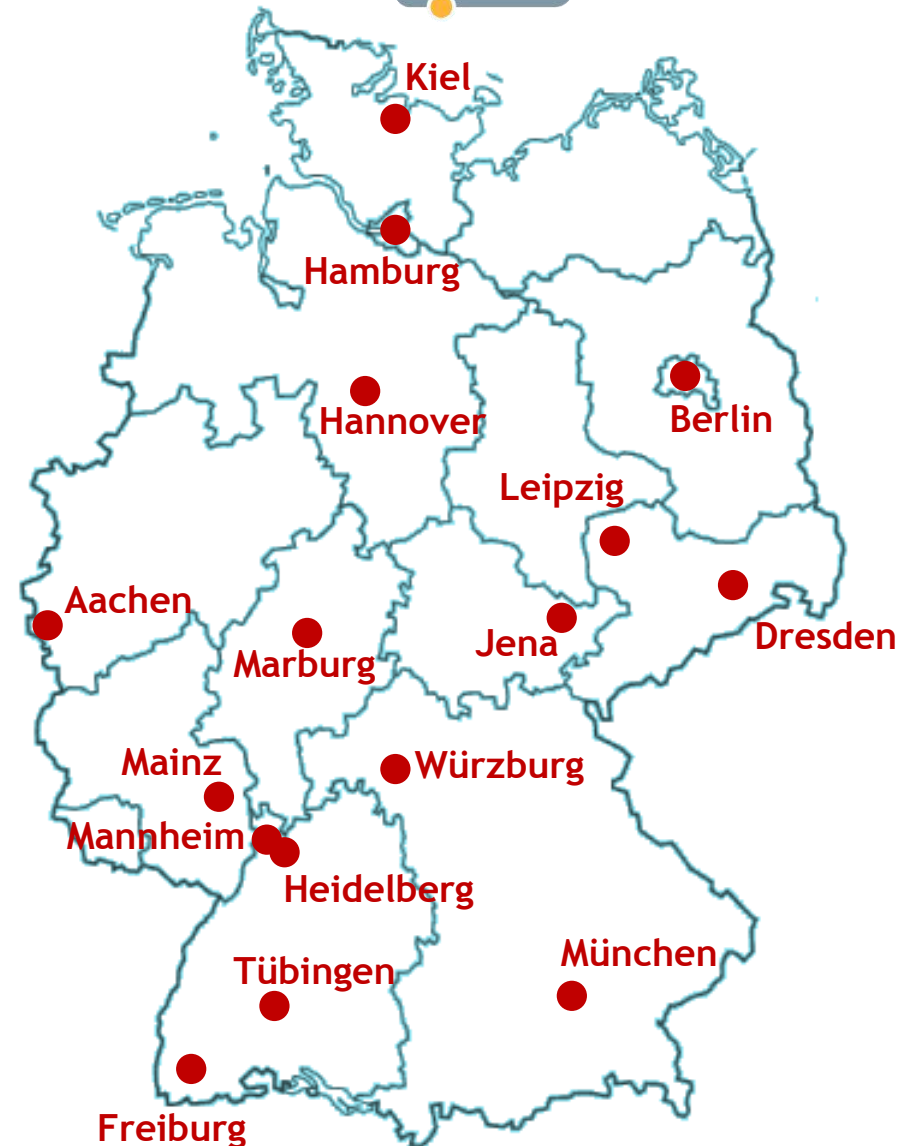 Kiel
Hamburg
Hannover
Berlin
Leipzig
Aachen
Marburg
Jena
Dresden
Mainz
Würzburg
Mannheim
Heidelberg
Tübingen
München
Freiburg